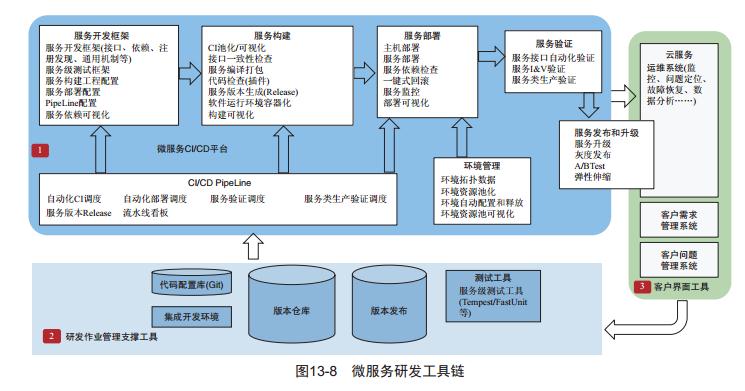 服务开发框架
服务开发框架(接口、依赖、注
册发现、通用机制等)
服务级测试框架
服务构建工程配置
服务部署配置
PipeLine配置
服务依赖可视化
服务构建
CI池化/可视化
接口一致性检查
服务编译打包
代码检查(插件)
服务版本生成(Release)
软件运行环境容器化
构建可视化
服务部署
主机部署
服务部署
服务依赖检查
一键式回滚
服务监控
部署可视化
服务验证
服务接口自动化验证
服务I&V验证
服务类生产验证
云服务
运维系统(监
控、问题定位、
故障恢复、数
据分析……)
服务发布和升级
服务升级
灰度发布
A/BTest
弹性伸缩
1
微服务CI/CD平台
CI/CD PipeLine
自动化CI调度 自动化部署调度 服务验证调度 服务类生产验证调度
服务版本Release 流水线看板
环境管理
环境拓扑数据
环境资源池化
环境自动配置和释放
环境资源池可视化
客户需求
管理系统
客户问题
管理系统
3 客户界面工具
代码配置库(Git)
集成开发环境
版本仓库
版本发布
测试工具
服务级测试工具
(Tempest/FastUnit
等)
2 研发作业管理支撑工具
图13-8 微服务研发工具链